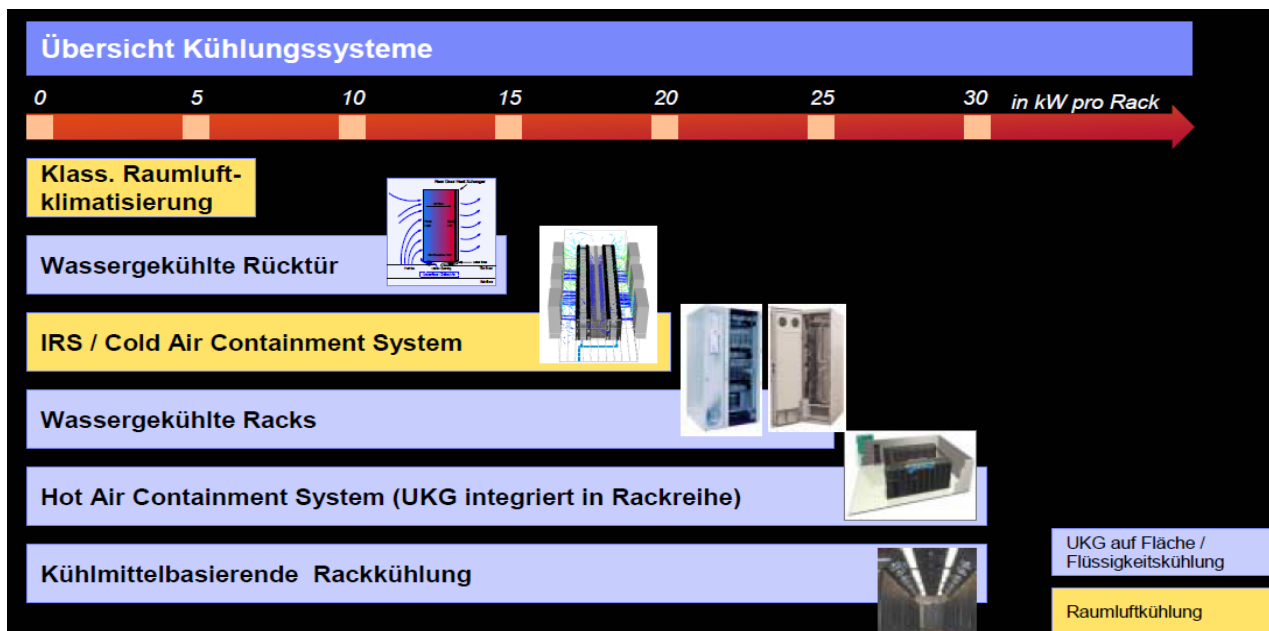 Übersicht Kühlungssysteme
0 5 10 15 20 25 30 in kW pro Rack
Klass. Raumluft-
klimatisierung
Wassergekühlte Rücktür
IRS / Cold Air Containment System
Wassergekühlte Racks
Hot Air Containment System (UKG integriert in Rackreihe)
Kühlmittelbasierende Rackkühlung
UKG auf Fläche /
Flüssigkeitskühlung
Raumluftkühlung